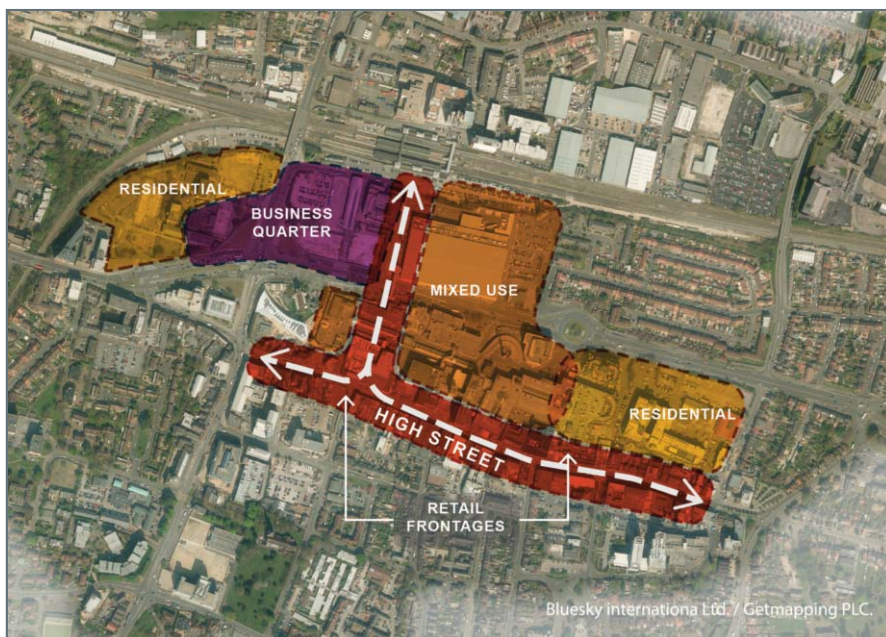 RESIDENTIAL
BUSINESS
QUARTER
MIXED USE
RESIDENTIAL
HIGH STREET
RETAIL
FRONTAGES
Bluesky internationa Ltd. / Getmapping PLC.